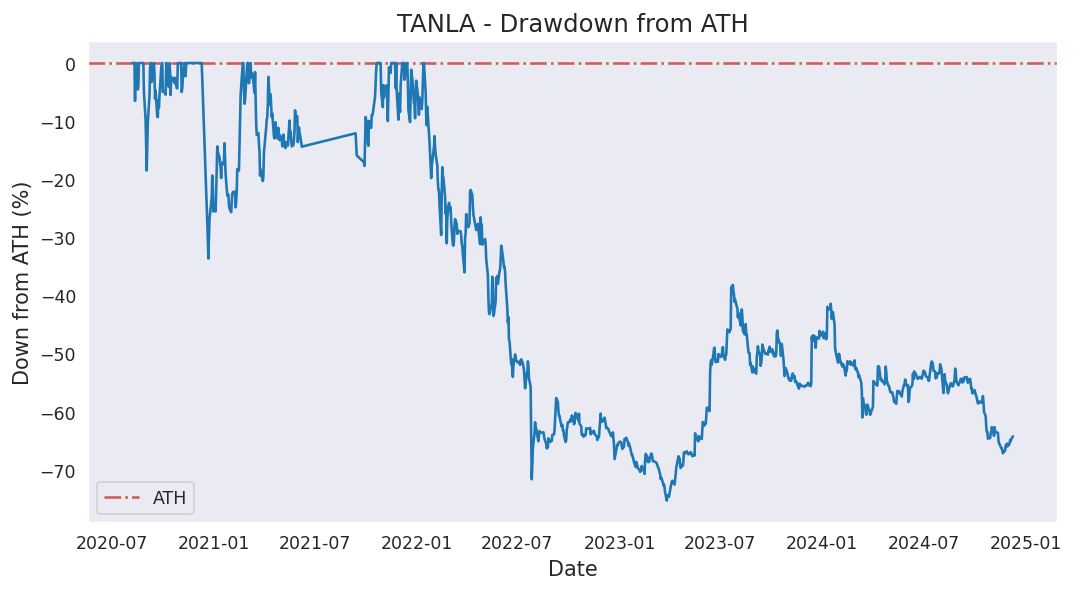 TANLA - Drawdown from ATH
Down from ATH (%)
0
−10
−20
−30
−40
−50
−60
−70
ATH
2020-07 2021-01 2021-07 2022-01 2022-07 2023-01 2023-07 2024-01 2024-07 2025-01
Date